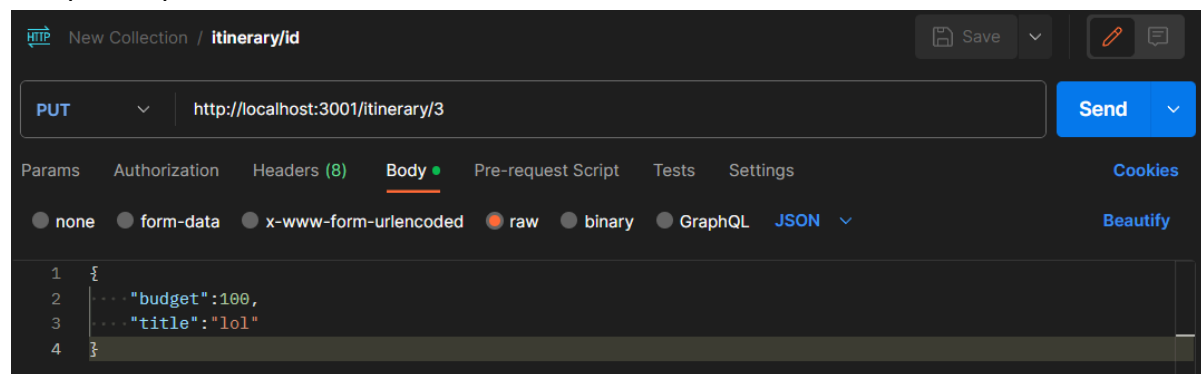 HTTP New Collection / itinerary/id Save
PUT http://localhost:3001/itinerary/3 Send
Params Authorization Headers (8) Body Pre-request Script Tests Settings Cookies
none form-data x-www-form-urlencoded raw binary GraphQL JSON Beautify
1 {
2 "budget":100,
3 "title":"lol"
4 }